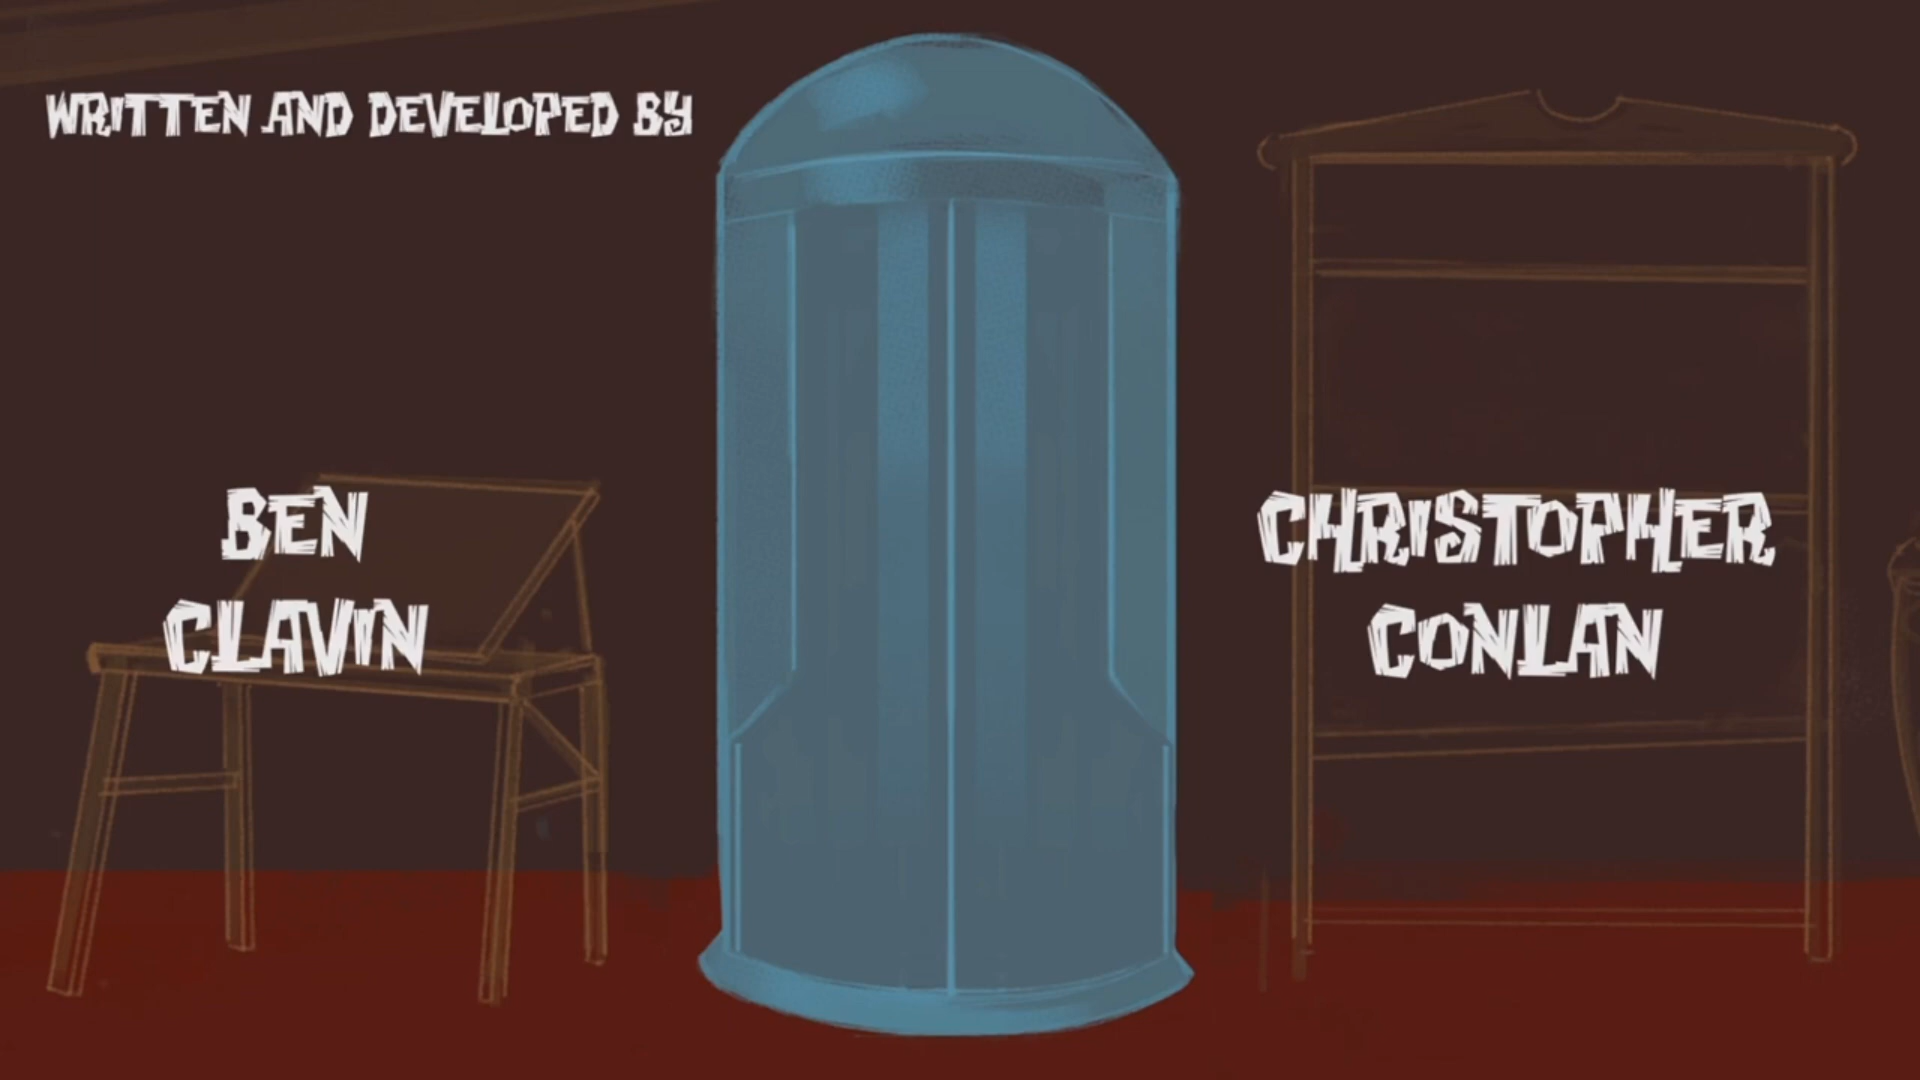 WRITTEN AND DEVELOPED BY
BEN
CLAVIN
CHRISTOPHER
CONLAN